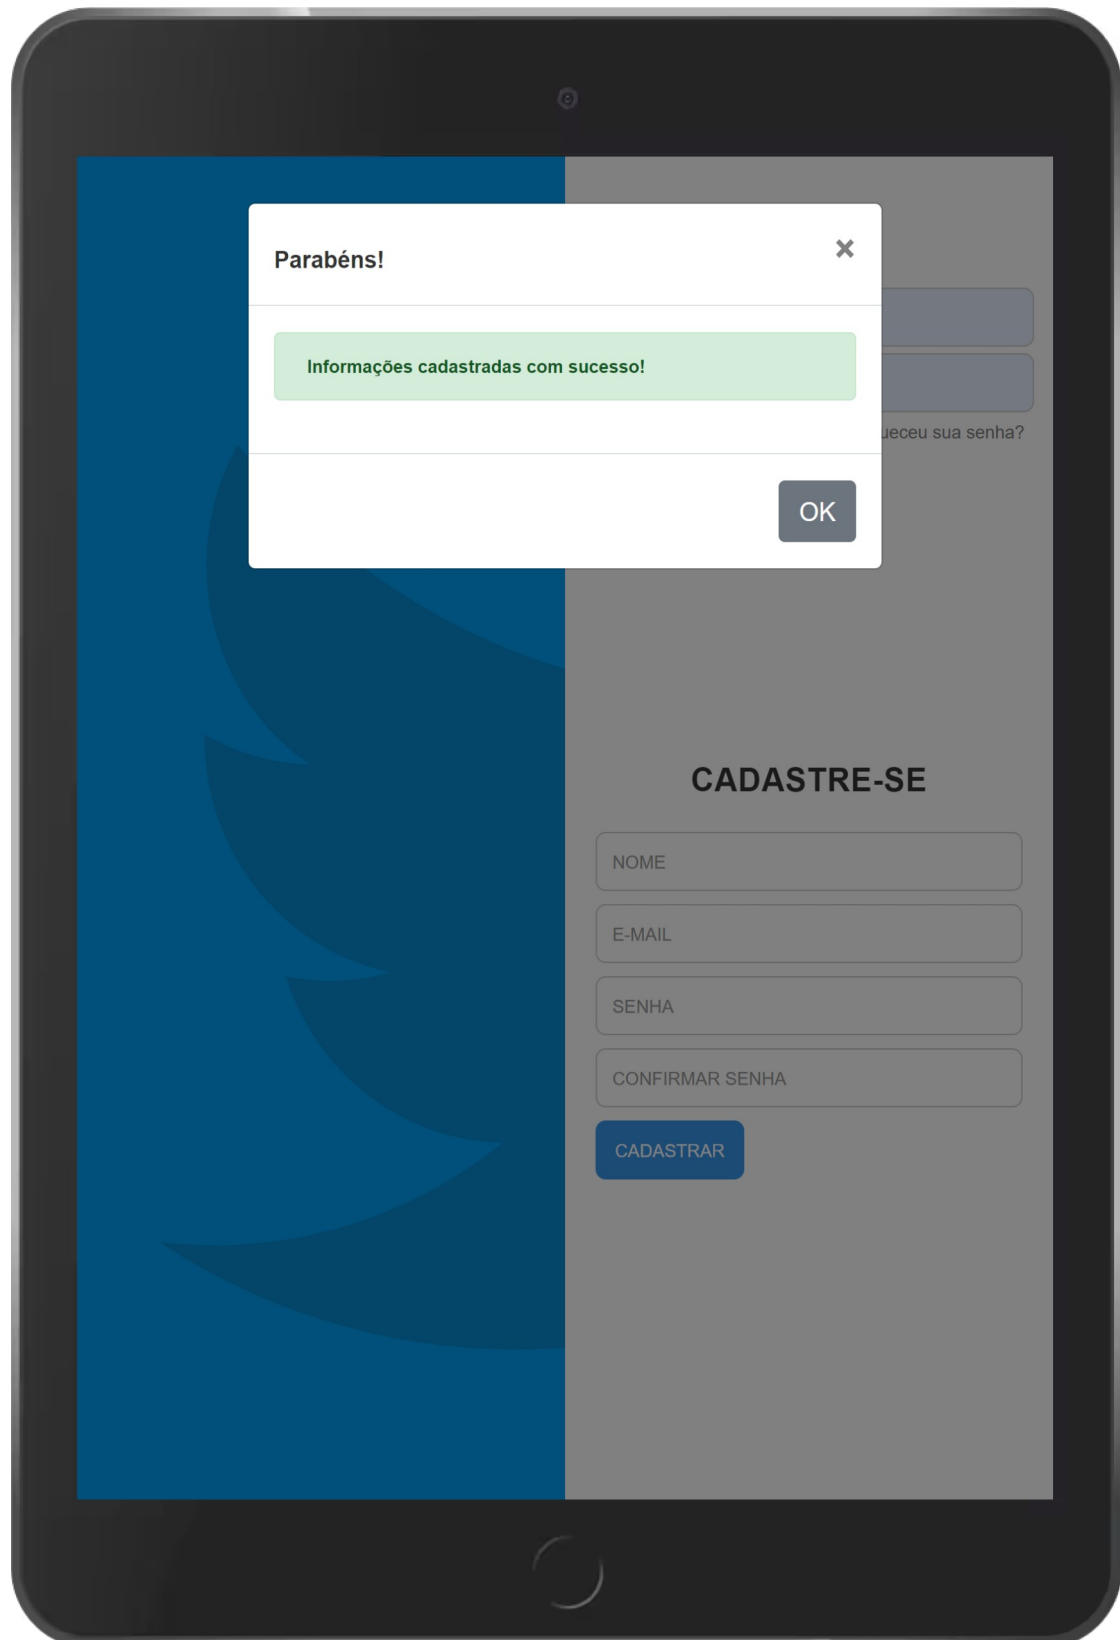 Parabéns!
×
Informações cadastradas com sucesso!
ueceu sua senha?
OK
CADASTRE-SE
NOME
E-MAIL
SENHA
CONFIRMAR SENHA
CADASTRAR